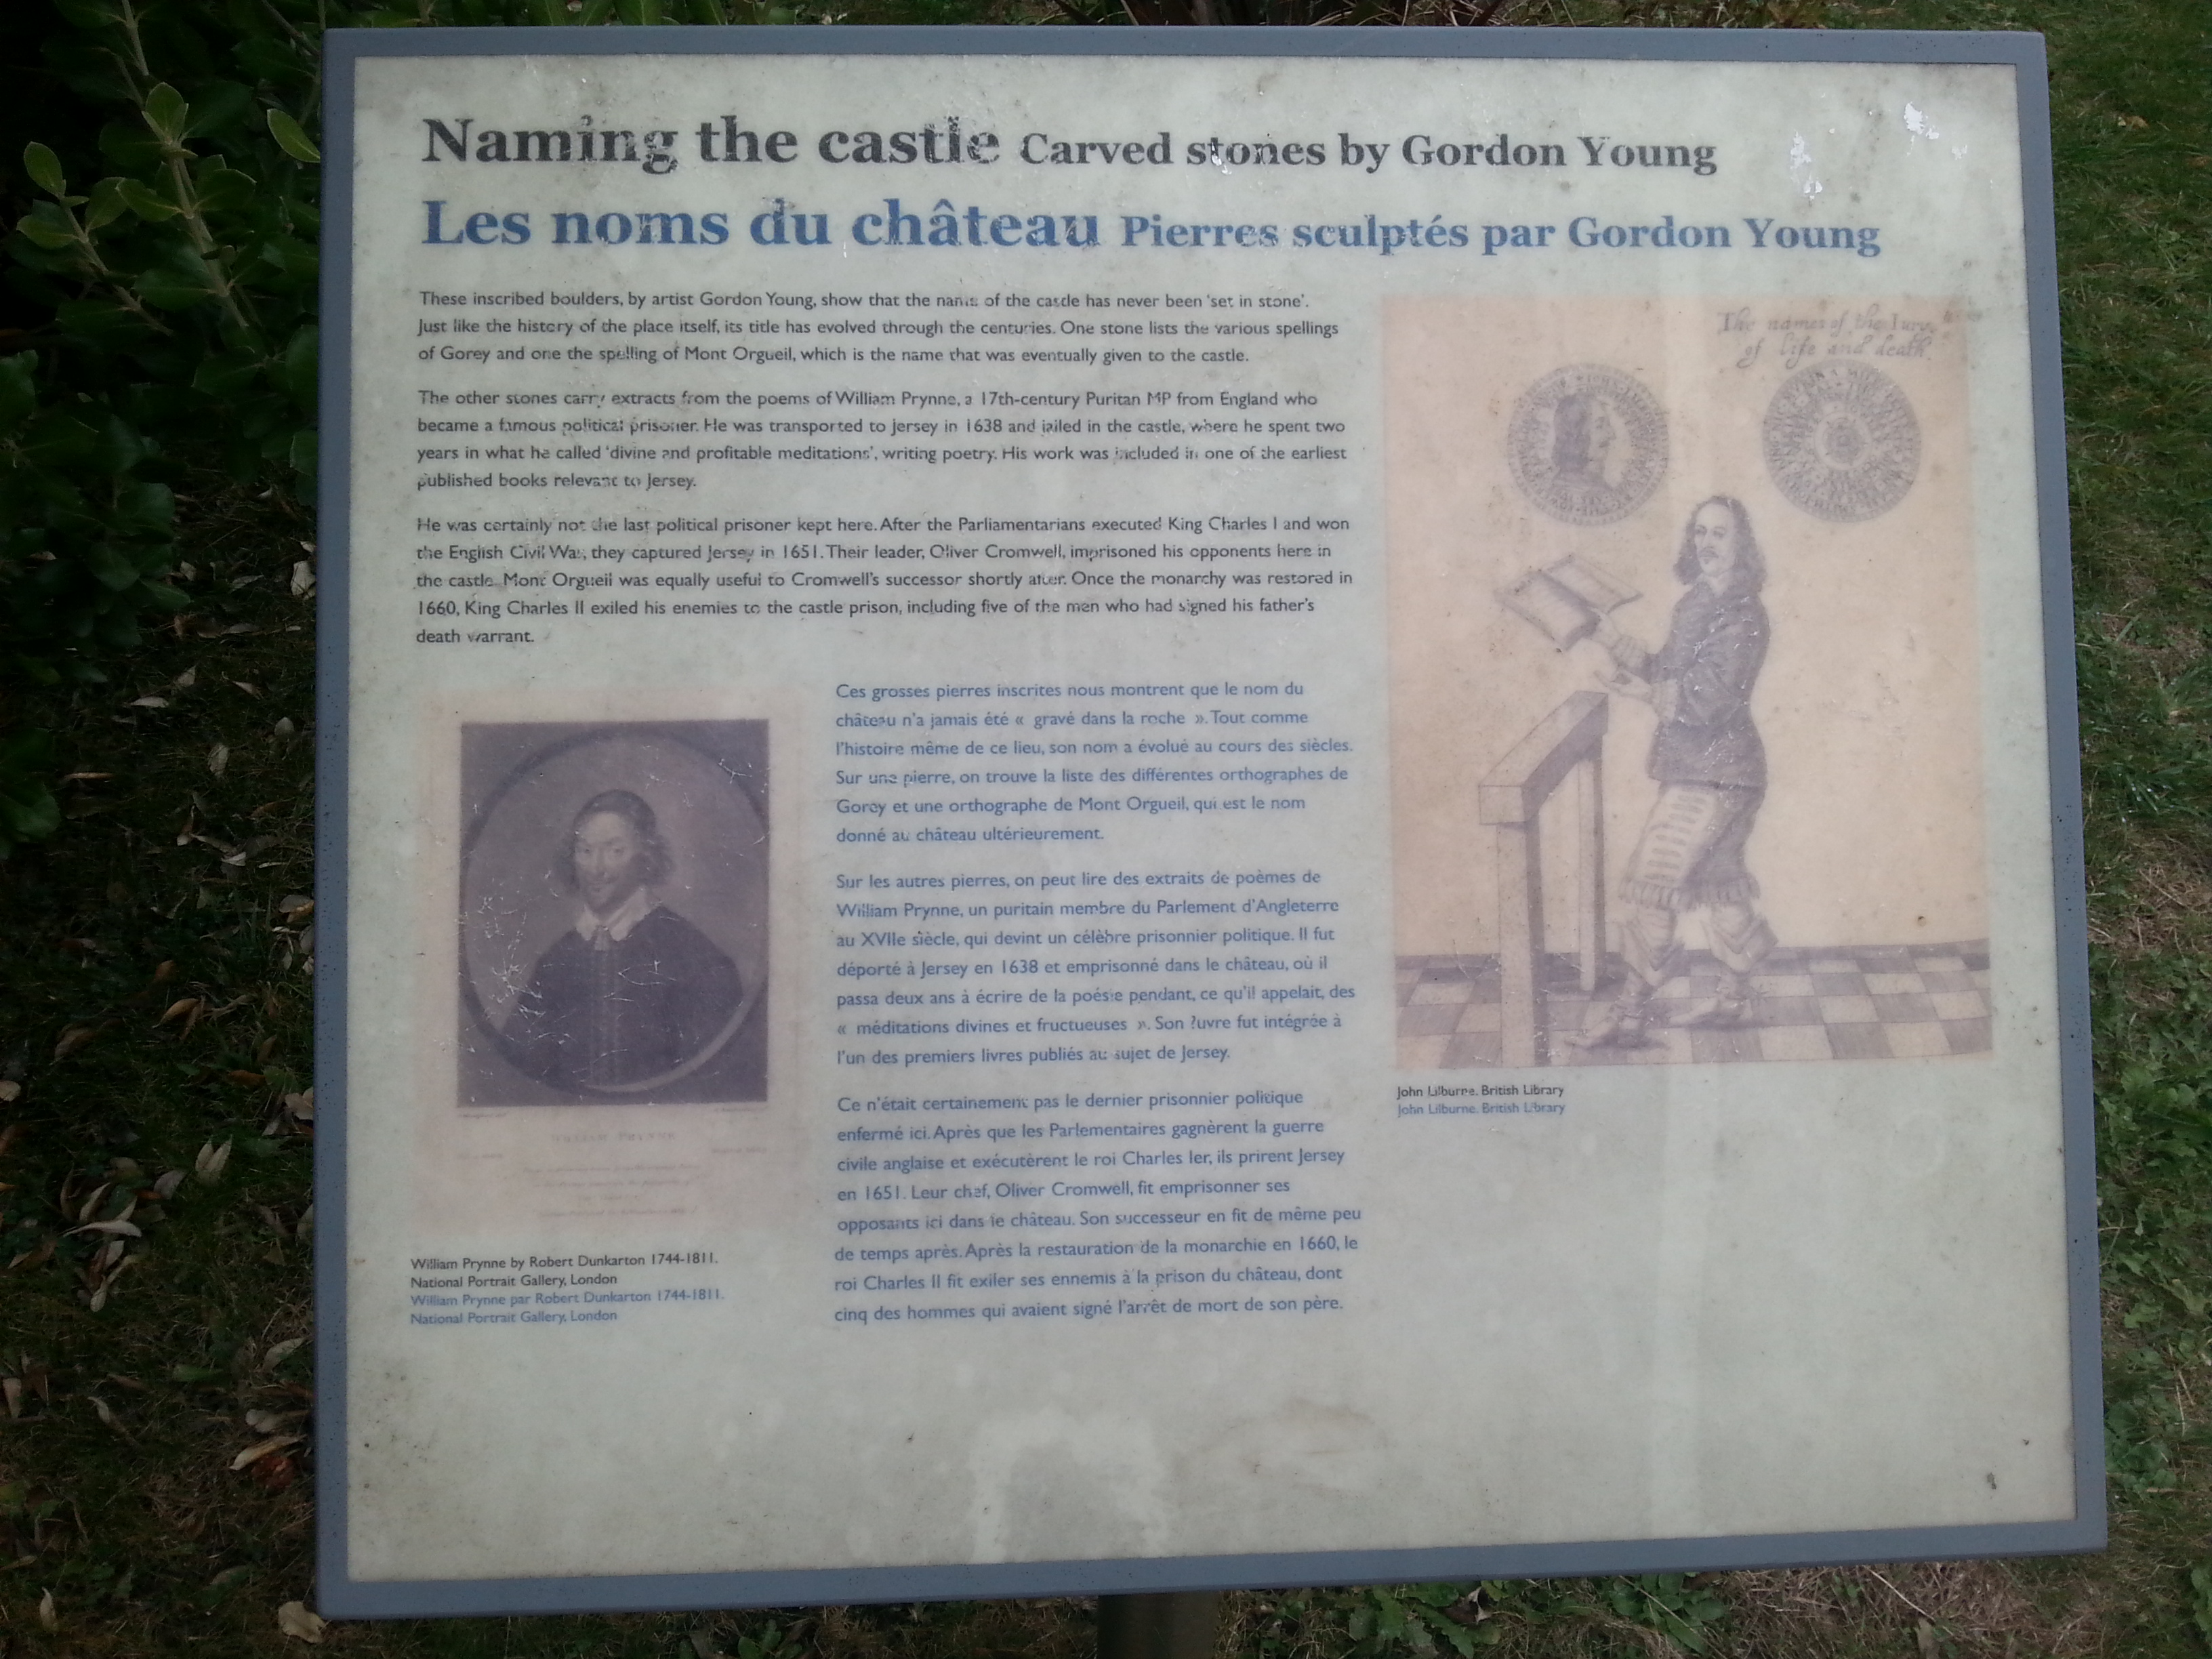 Naming the castle Carved stones by Gordon Young
Les noms du château Pierres sculptés par Gordon Young
These inscribed boulders, by artist Gordon Young, show that the name of the castle has never been 'set in stone'.
Just like the history of the place itself, its title has evolved through the centuries. One stone lists the various spellings
of Gorey and one the spelling of Mont Orgueil, which is the name that was eventually given to the castle.
The other stones carry extracts from the poems of William Prynne, a 17th-century Puritan MP from England who
became a famous political prisoner. He was transported to Jersey in 1638 and jailed in the castle, where he spent two
years in what he called 'divine and profitable meditations', writing poetry. His work was included in one of the earliest
published books relevant to Jersey.
He was certainly not the last political prisoner kept here. After the Parliamentarians executed King Charles I and won
the English Civil War, they captured Jersey in 1651. Their leader, Oliver Cromwell, imprisoned his opponents here in
the castle. Mont Orgueil was equally useful to Cromwell's successor shortly after. Once the monarchy was restored in
1660, King Charles II exiled his enemies to the castle prison, including five of the men who had signed his father's
death warrant.
Ces grosses pierres inscrites nous montrent que le nom du
château n'a jamais été « gravé dans la roche ». Tout comme
l'histoire même de ce lieu, son nom a évolué au cours des siècles.
Sur une pierre, on trouve la liste des différentes orthographes de
Gorey et une orthographe de Mont Orgueil, qui est le nom
donné au château ultérieurement.
Sur les autres pierres, on peut lire des extraits de poèmes de
William Prynne, un puritain membre du Parlement d'Angleterre
au XVIIe siècle, qui devint un célèbre prisonnier politique. Il fut
déporté à Jersey en 1638 et emprisonné dans le château, où il
passa deux ans à écrire de la poésie pendant, ce qu'il appelait, des
« méditations divines et fructueuses ». Son ?uvre fut intégrée à
l'un des premiers livres publiés au sujet de Jersey.
Ce n'était certainement pas le dernier prisonnier politique
enfermé ici. Après que les Parlementaires gagnèrent la guerre
civile anglaise et exécutèrent le roi Charles Ier, ils prirent Jersey
en 1651. Leur chef, Oliver Cromwell, fit emprisonner ses
opposants ici dans le château. Son successeur en fit de même peu
de temps après. Après la restauration de la monarchie en 1660, le
roi Charles II fit exiler ses ennemis à la prison du château, dont
cinq des hommes qui avaient signé l'arrêt de mort de son père.
William Prynne by Robert Dunkarton 1744-1811.
National Portrait Gallery, London
William Prynne par Robert Dunkarton 1744-1811.
National Portrait Gallery, London
The names of the Jury
of life and death.
John Lilburne. British Library
John Lilburne. British Library